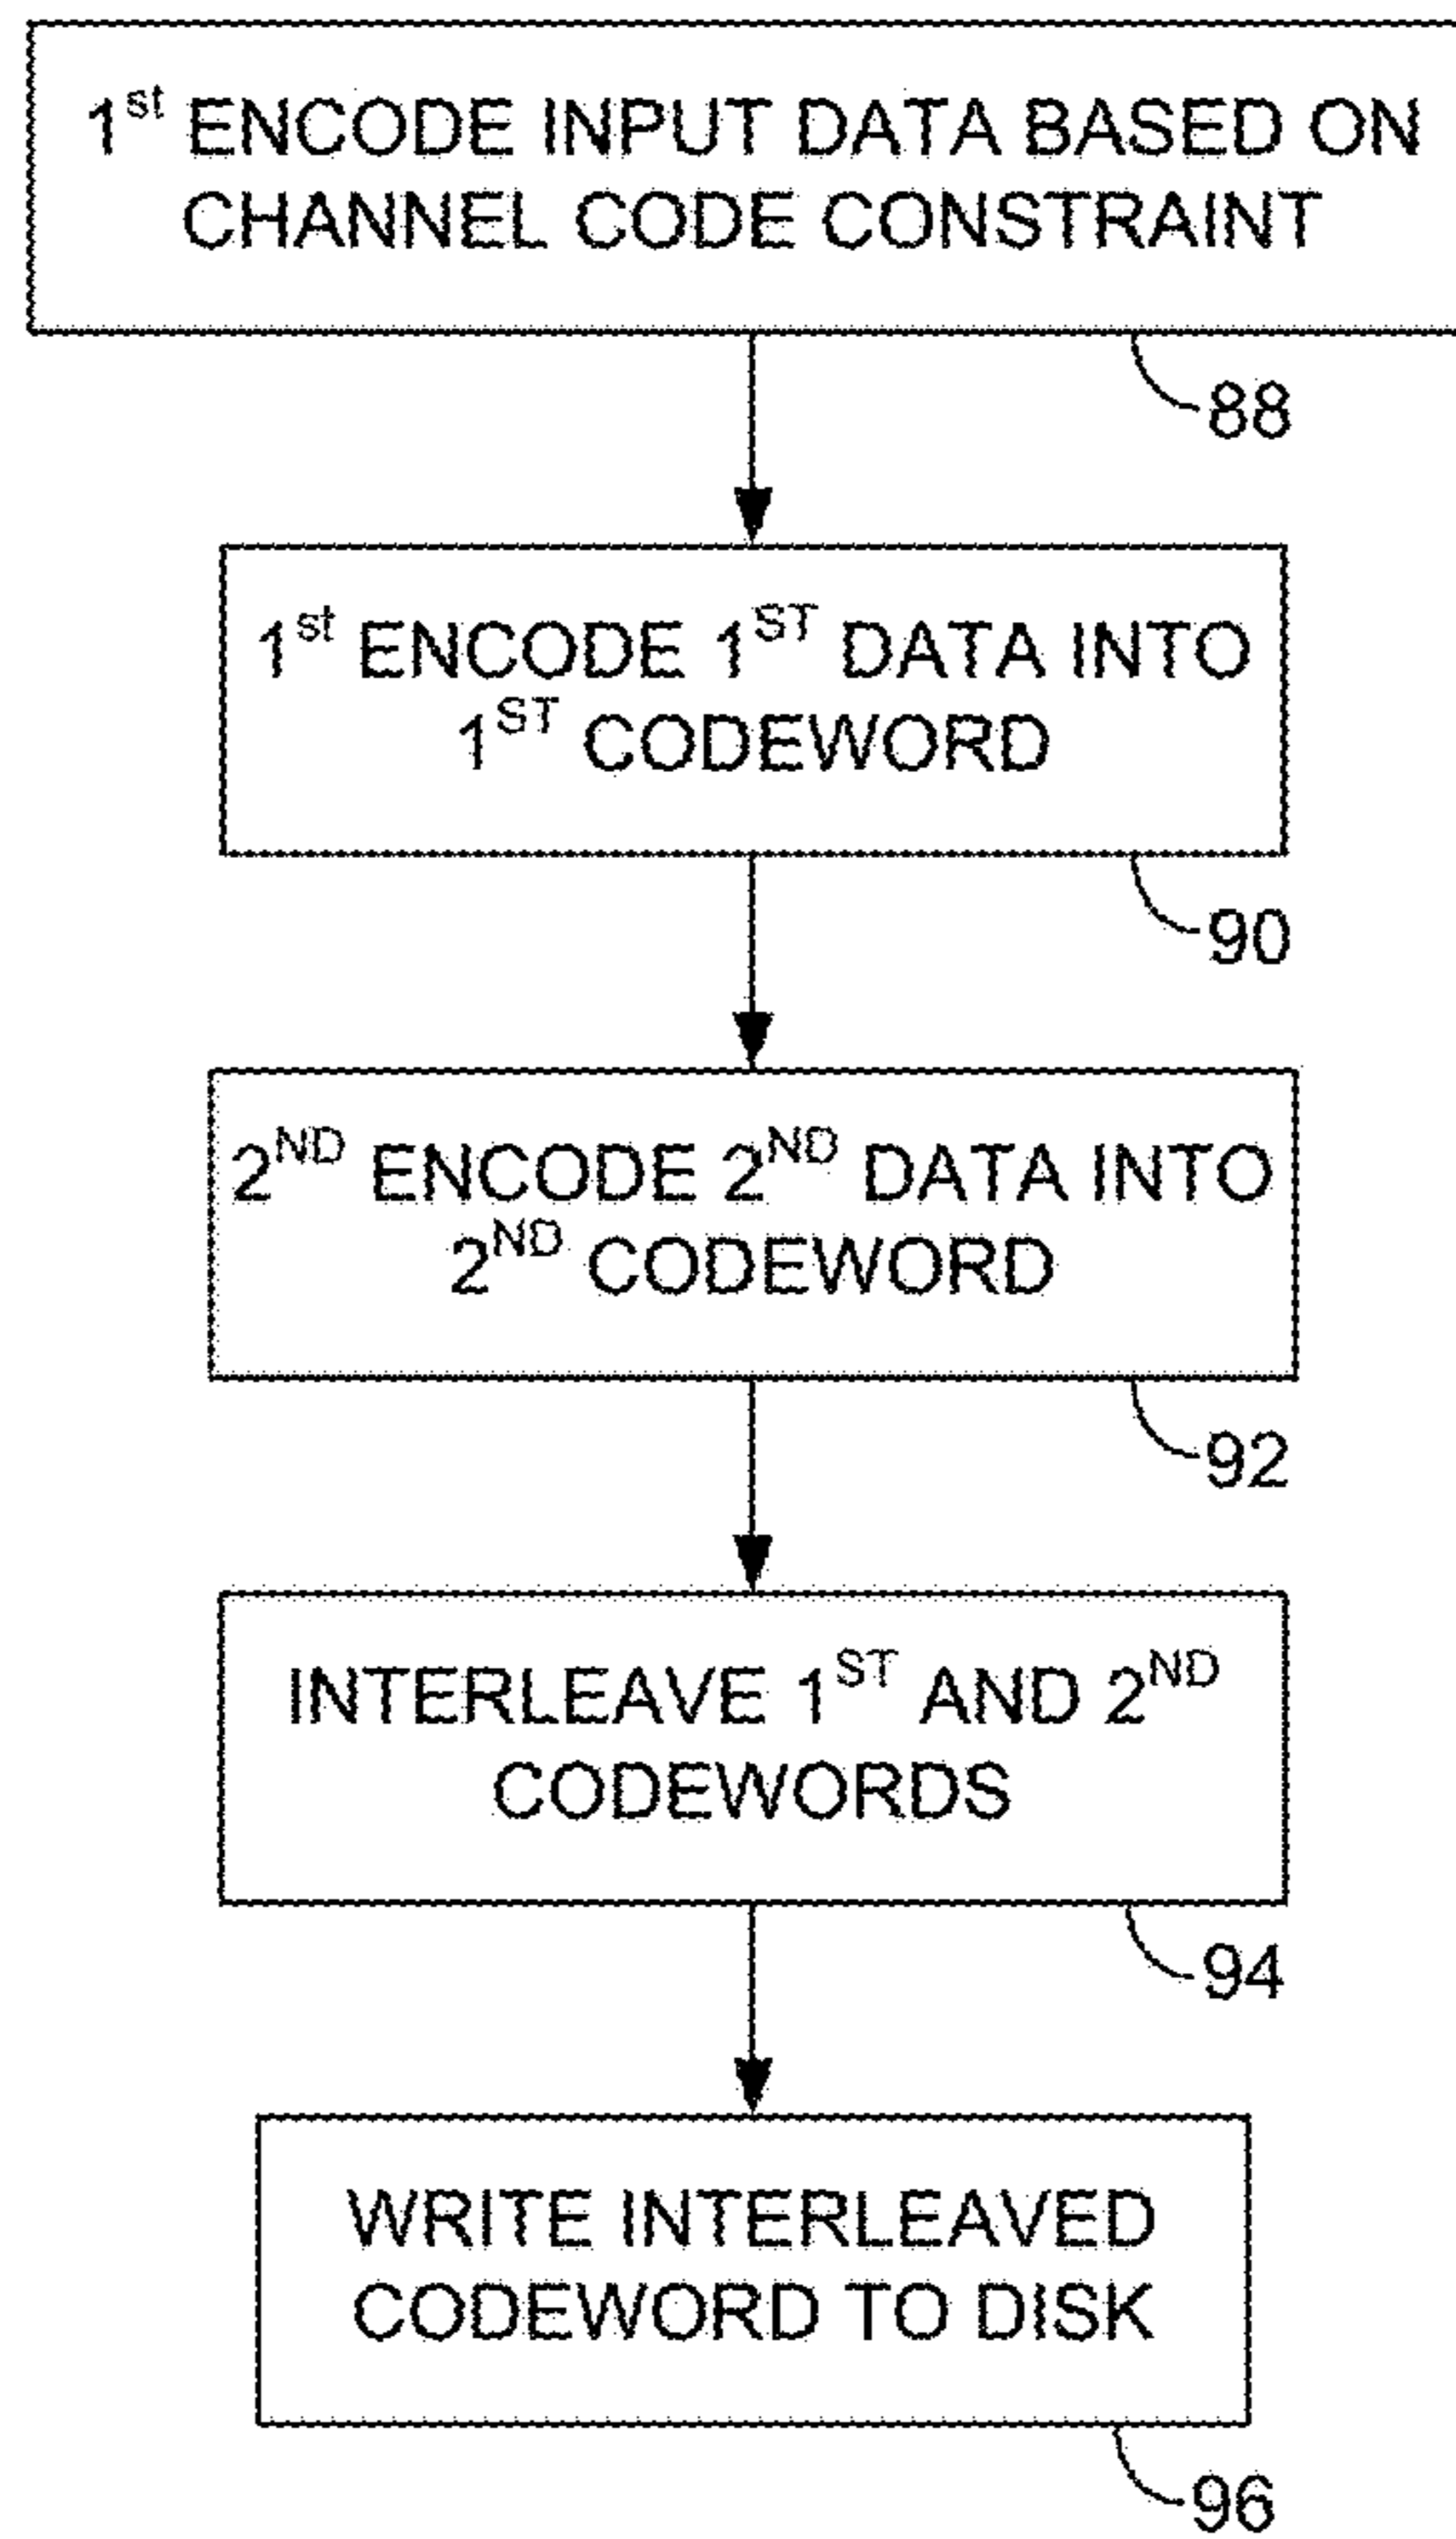 1st ENCODE INPUT DATA BASED ON
CHANNEL CODE CONSTRAINT
88
1st ENCODE 1ST DATA INTO
1ST CODEWORD
90
2ND ENCODE 2ND DATA INTO
2ND CODEWORD
92
INTERLEAVE 1ST AND 2ND
CODEWORDS
94
WRITE INTERLEAVED
CODEWORD TO DISK
96